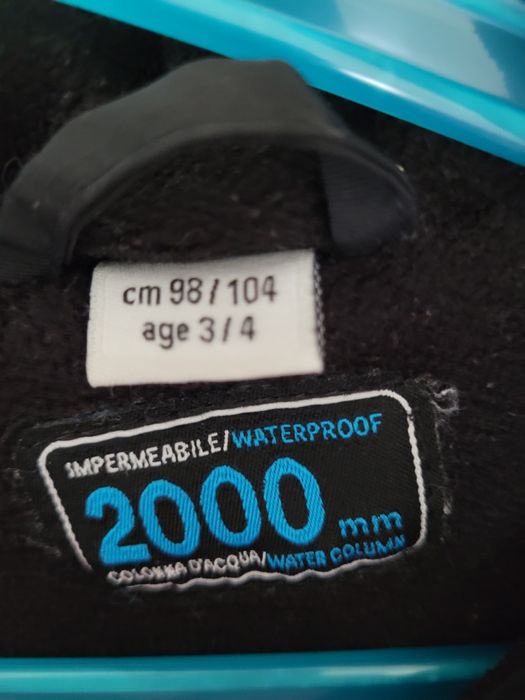 cm 98/104
age 3/4
IMPERMEABILE/WATERPROOF
2000 mm
COLONNA D'ACQUA/WATER COLUMN